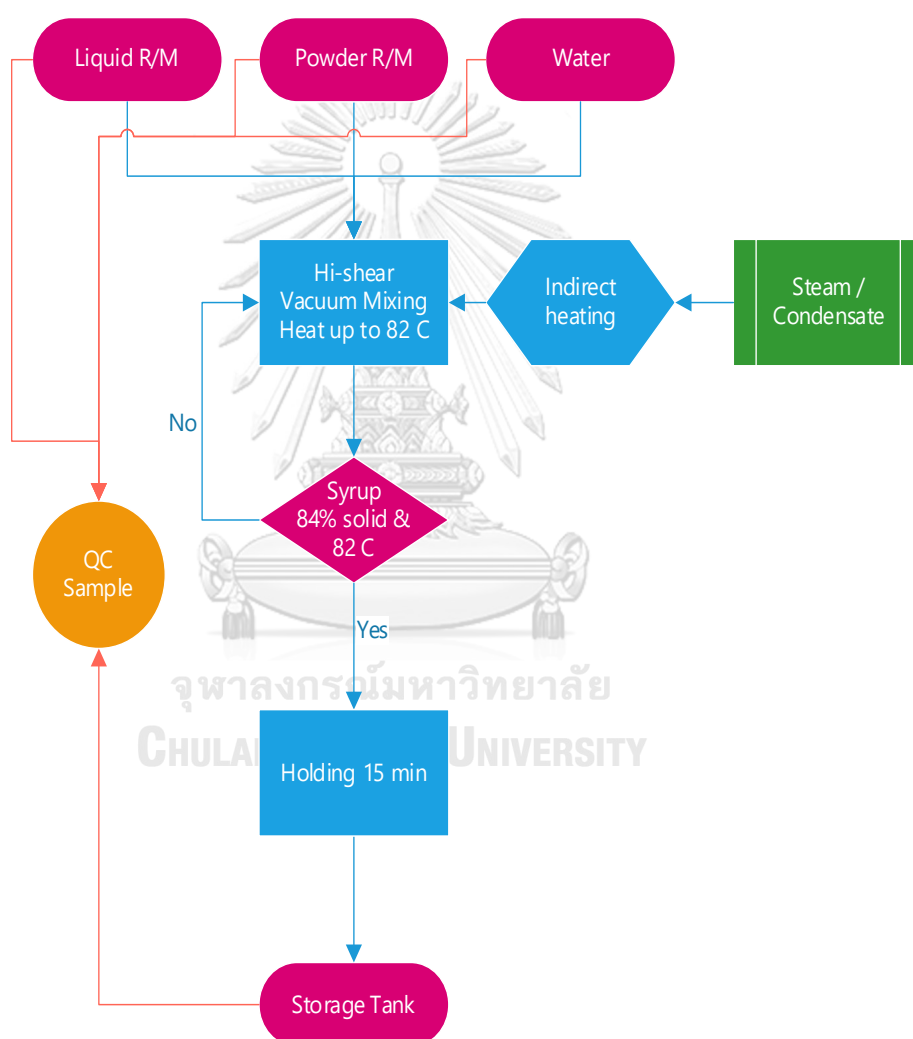 Liquid R/M
Powder R/M
Water
Hi-shear
Vacuum Mixing
Heat up to 82 C
Indirect
heating
Steam /
Condensate
No
Syrup
84% solid &
82 C
QC
Sample
Yes
จุฬาลงกรณ์มหาวิทยาลัย
CHULA
UNIVERSITY
Holding 15 min
Storage Tank